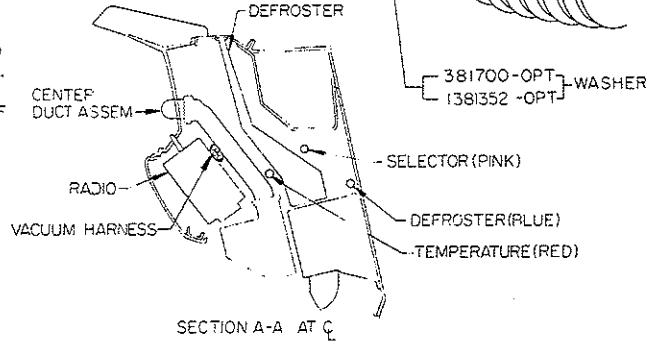 DEFROSTER
381700-OPT
1381352-OPT
WASHER
CENTER
DUCT ASSEM
SELECTOR (PINK)
RADIO
DEFROSTER (BLUE)
VACUUM HARNESS
TEMPERATURE (RED)
SECTION A-A AT ℄